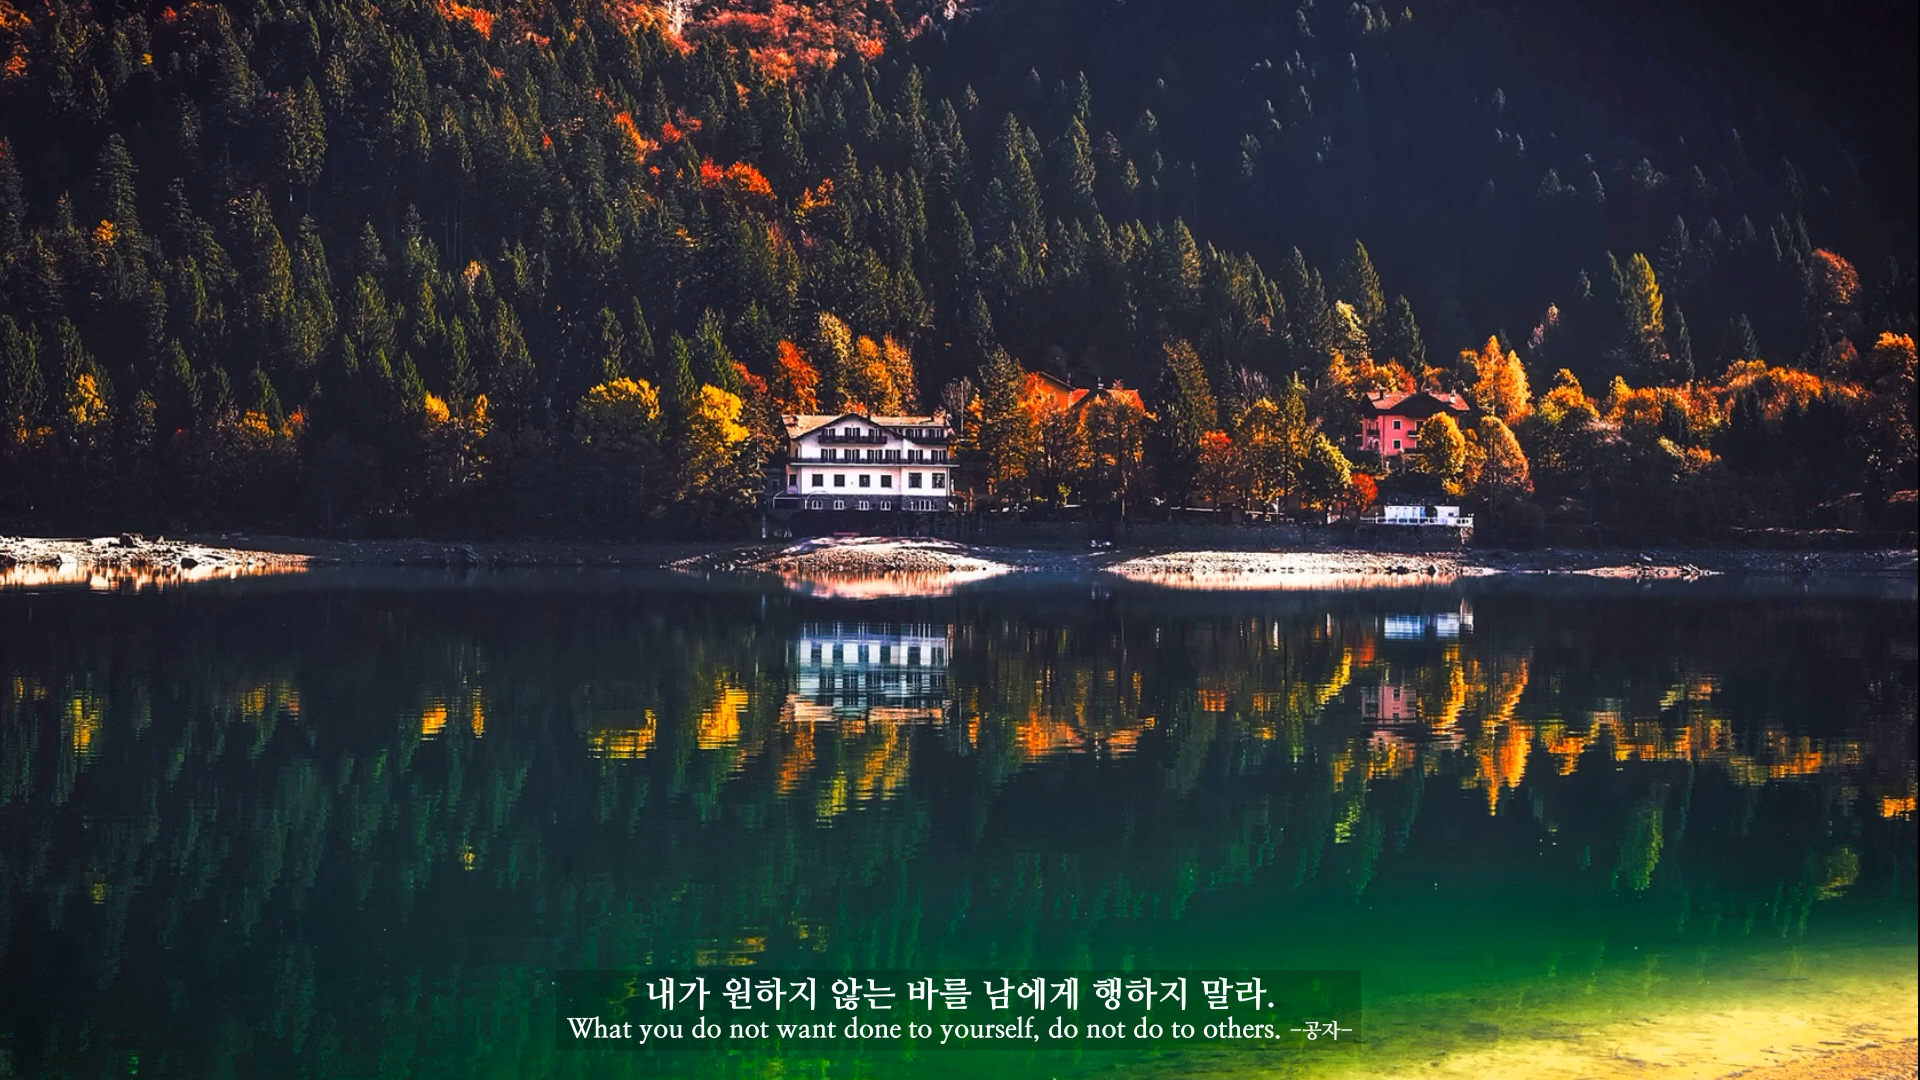 내가 원하지 않는 바를 남에게 행하지 말라.
What you do not want done to yourself, do not do to others. -공자-